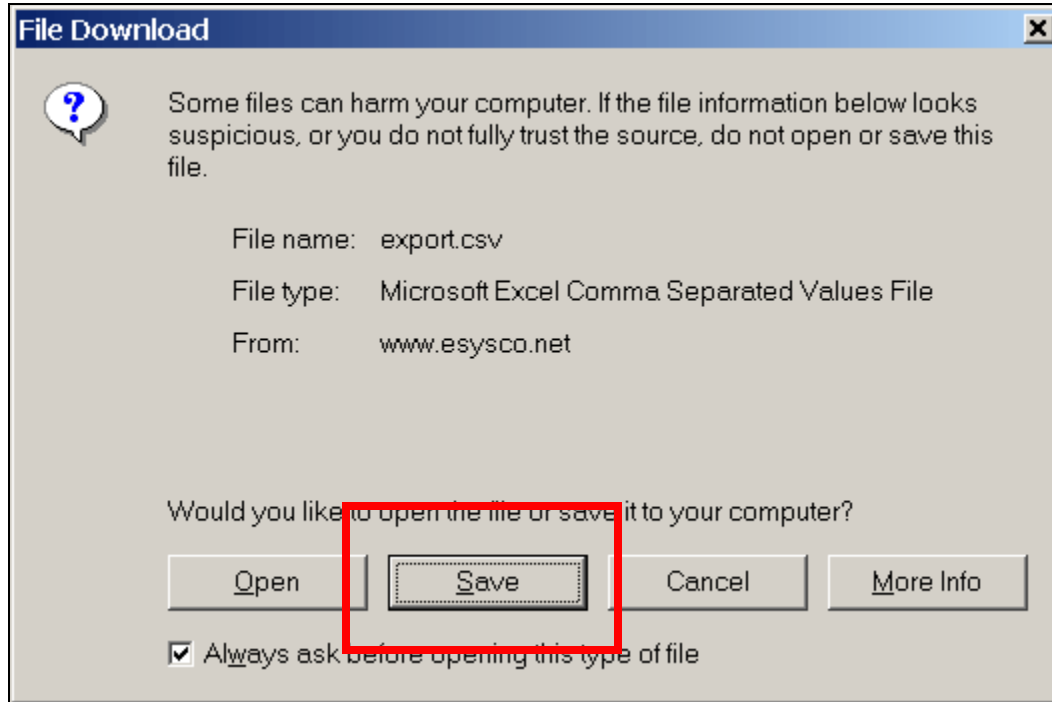 File Download
?
Some files can harm your computer. If the file information below looks
suspicious, or you do not fully trust the source, do not open or save this
file.
File name: export.csv
File type: Microsoft Excel Comma Separated Values File
From: www.esysco.net
Would you like to open the file or save it to your computer?
Open Save Cancel More Info
Always ask before opening this type of file